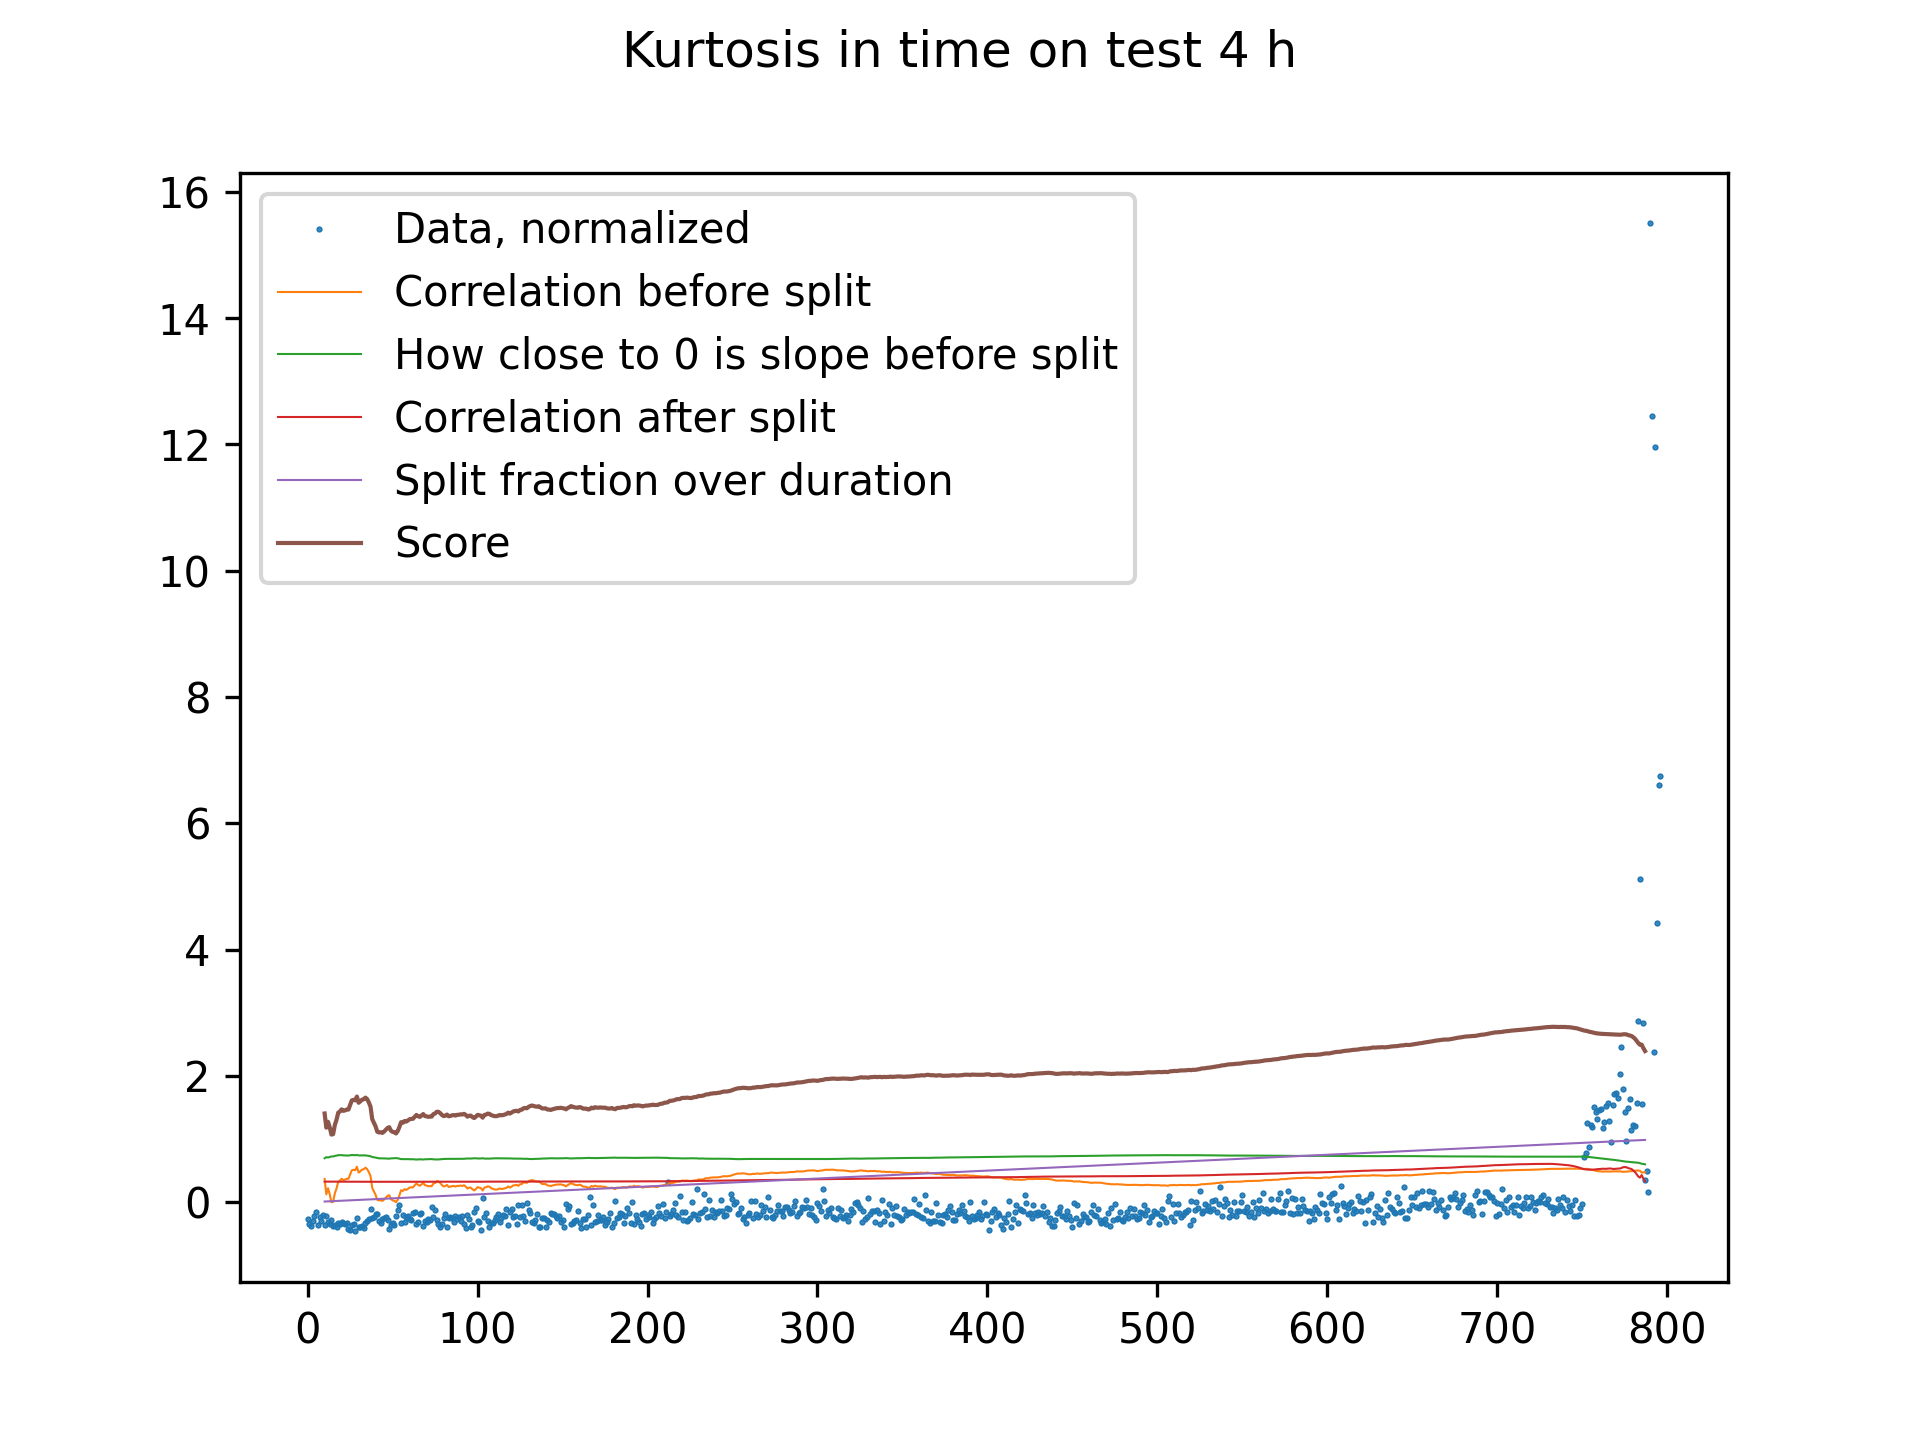 Kurtosis in time on test 4 h
16
14
12
10
8
6
4
2
0
Data, normalized
Correlation before split
How close to 0 is slope before split
Correlation after split
Split fraction over duration
Score
0 100 200 300 400 500 600 700 800